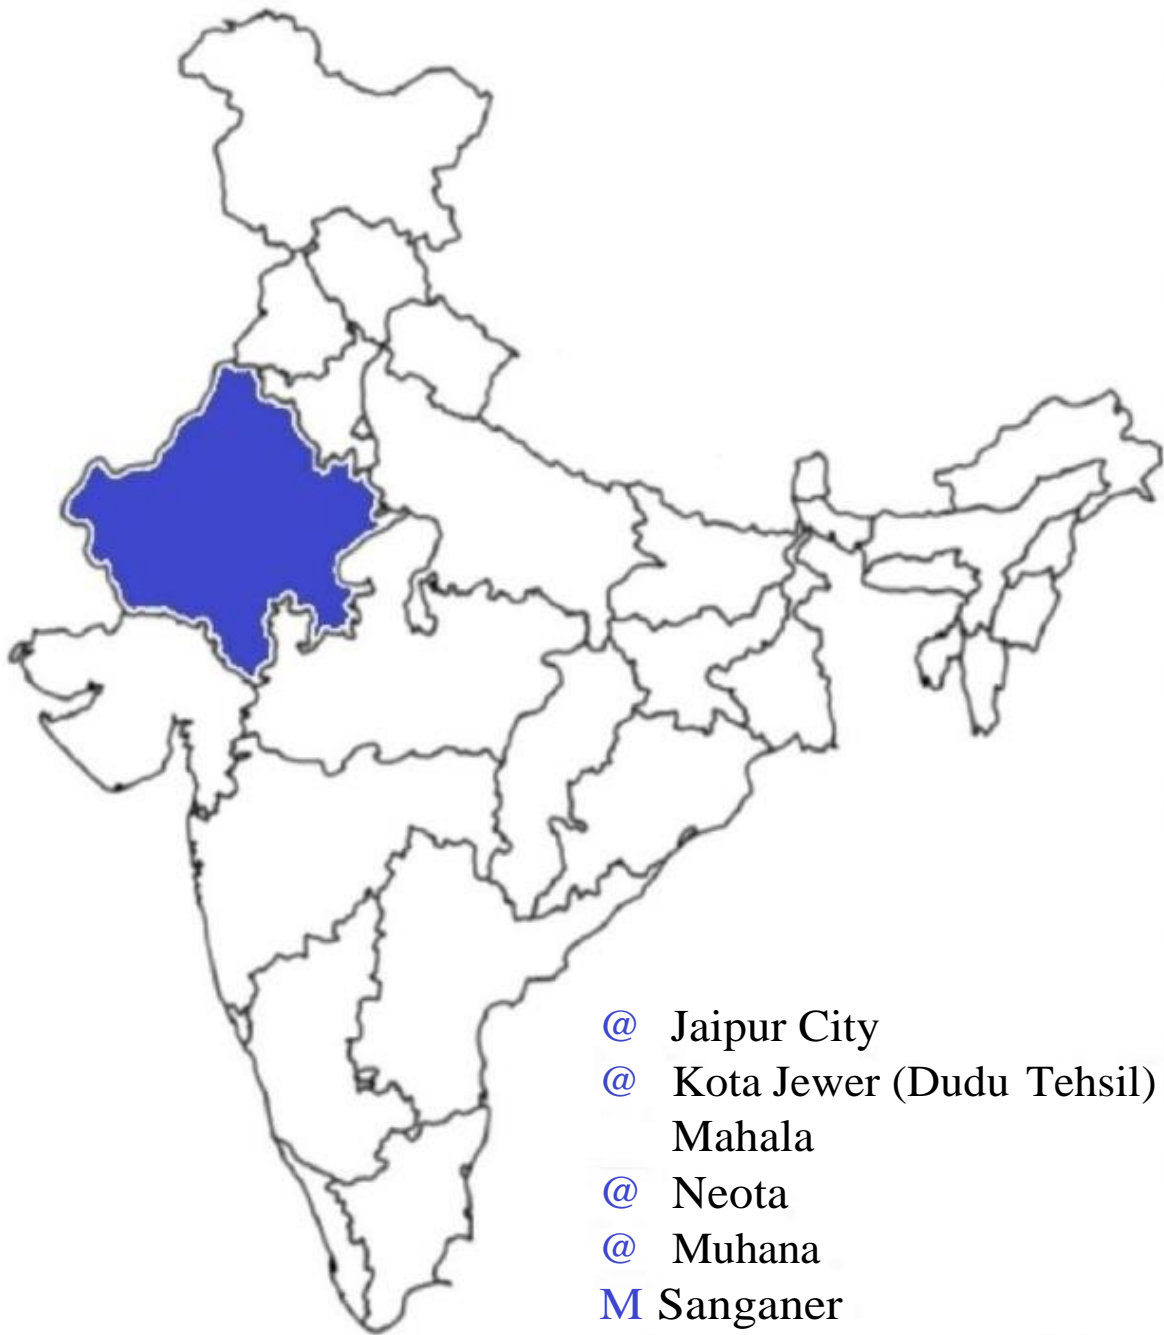 @ Jaipur City
@ Kota Jewer (Dudu Tehsil)
Mahala
@ Neota
@ Muhana
M Sanganer